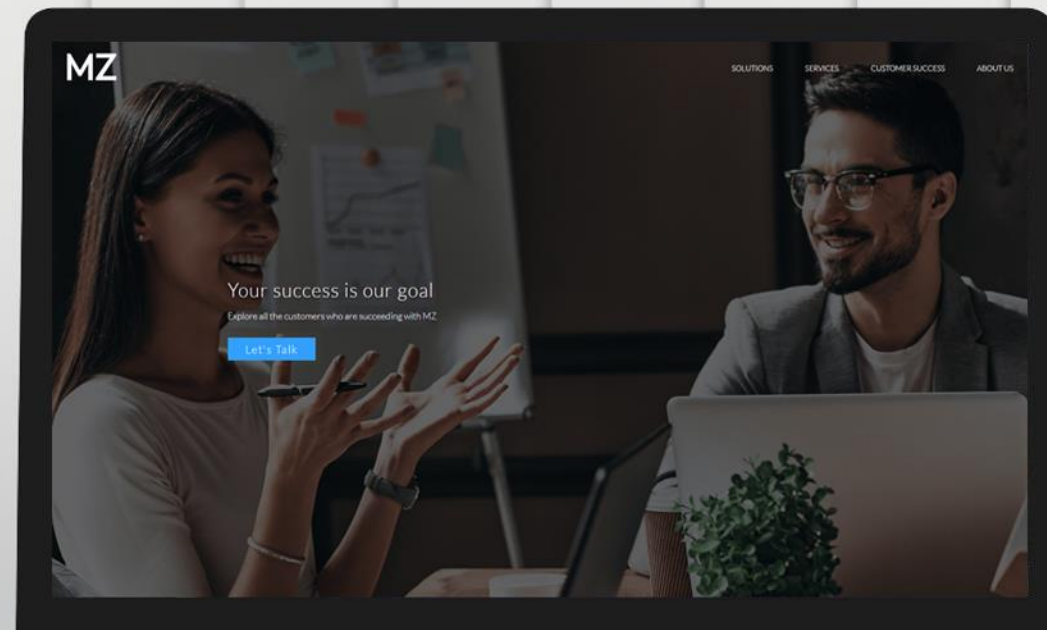 MZ
SOLUTIONS SERVICES CUSTOMER SUCCESS ABOUT US
Your success is our goal
Explore all the customers who are succeeding with MZ
Let's Talk